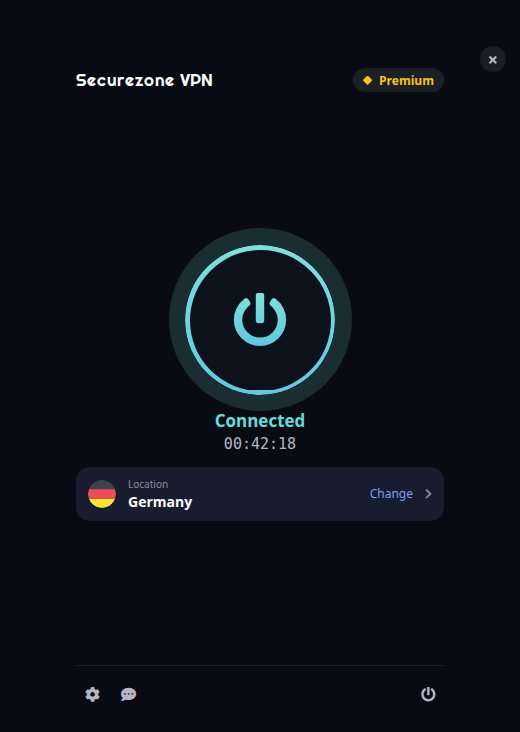 Securezone VPN
Premium
Connected
00:42:18
Location
Germany
Change